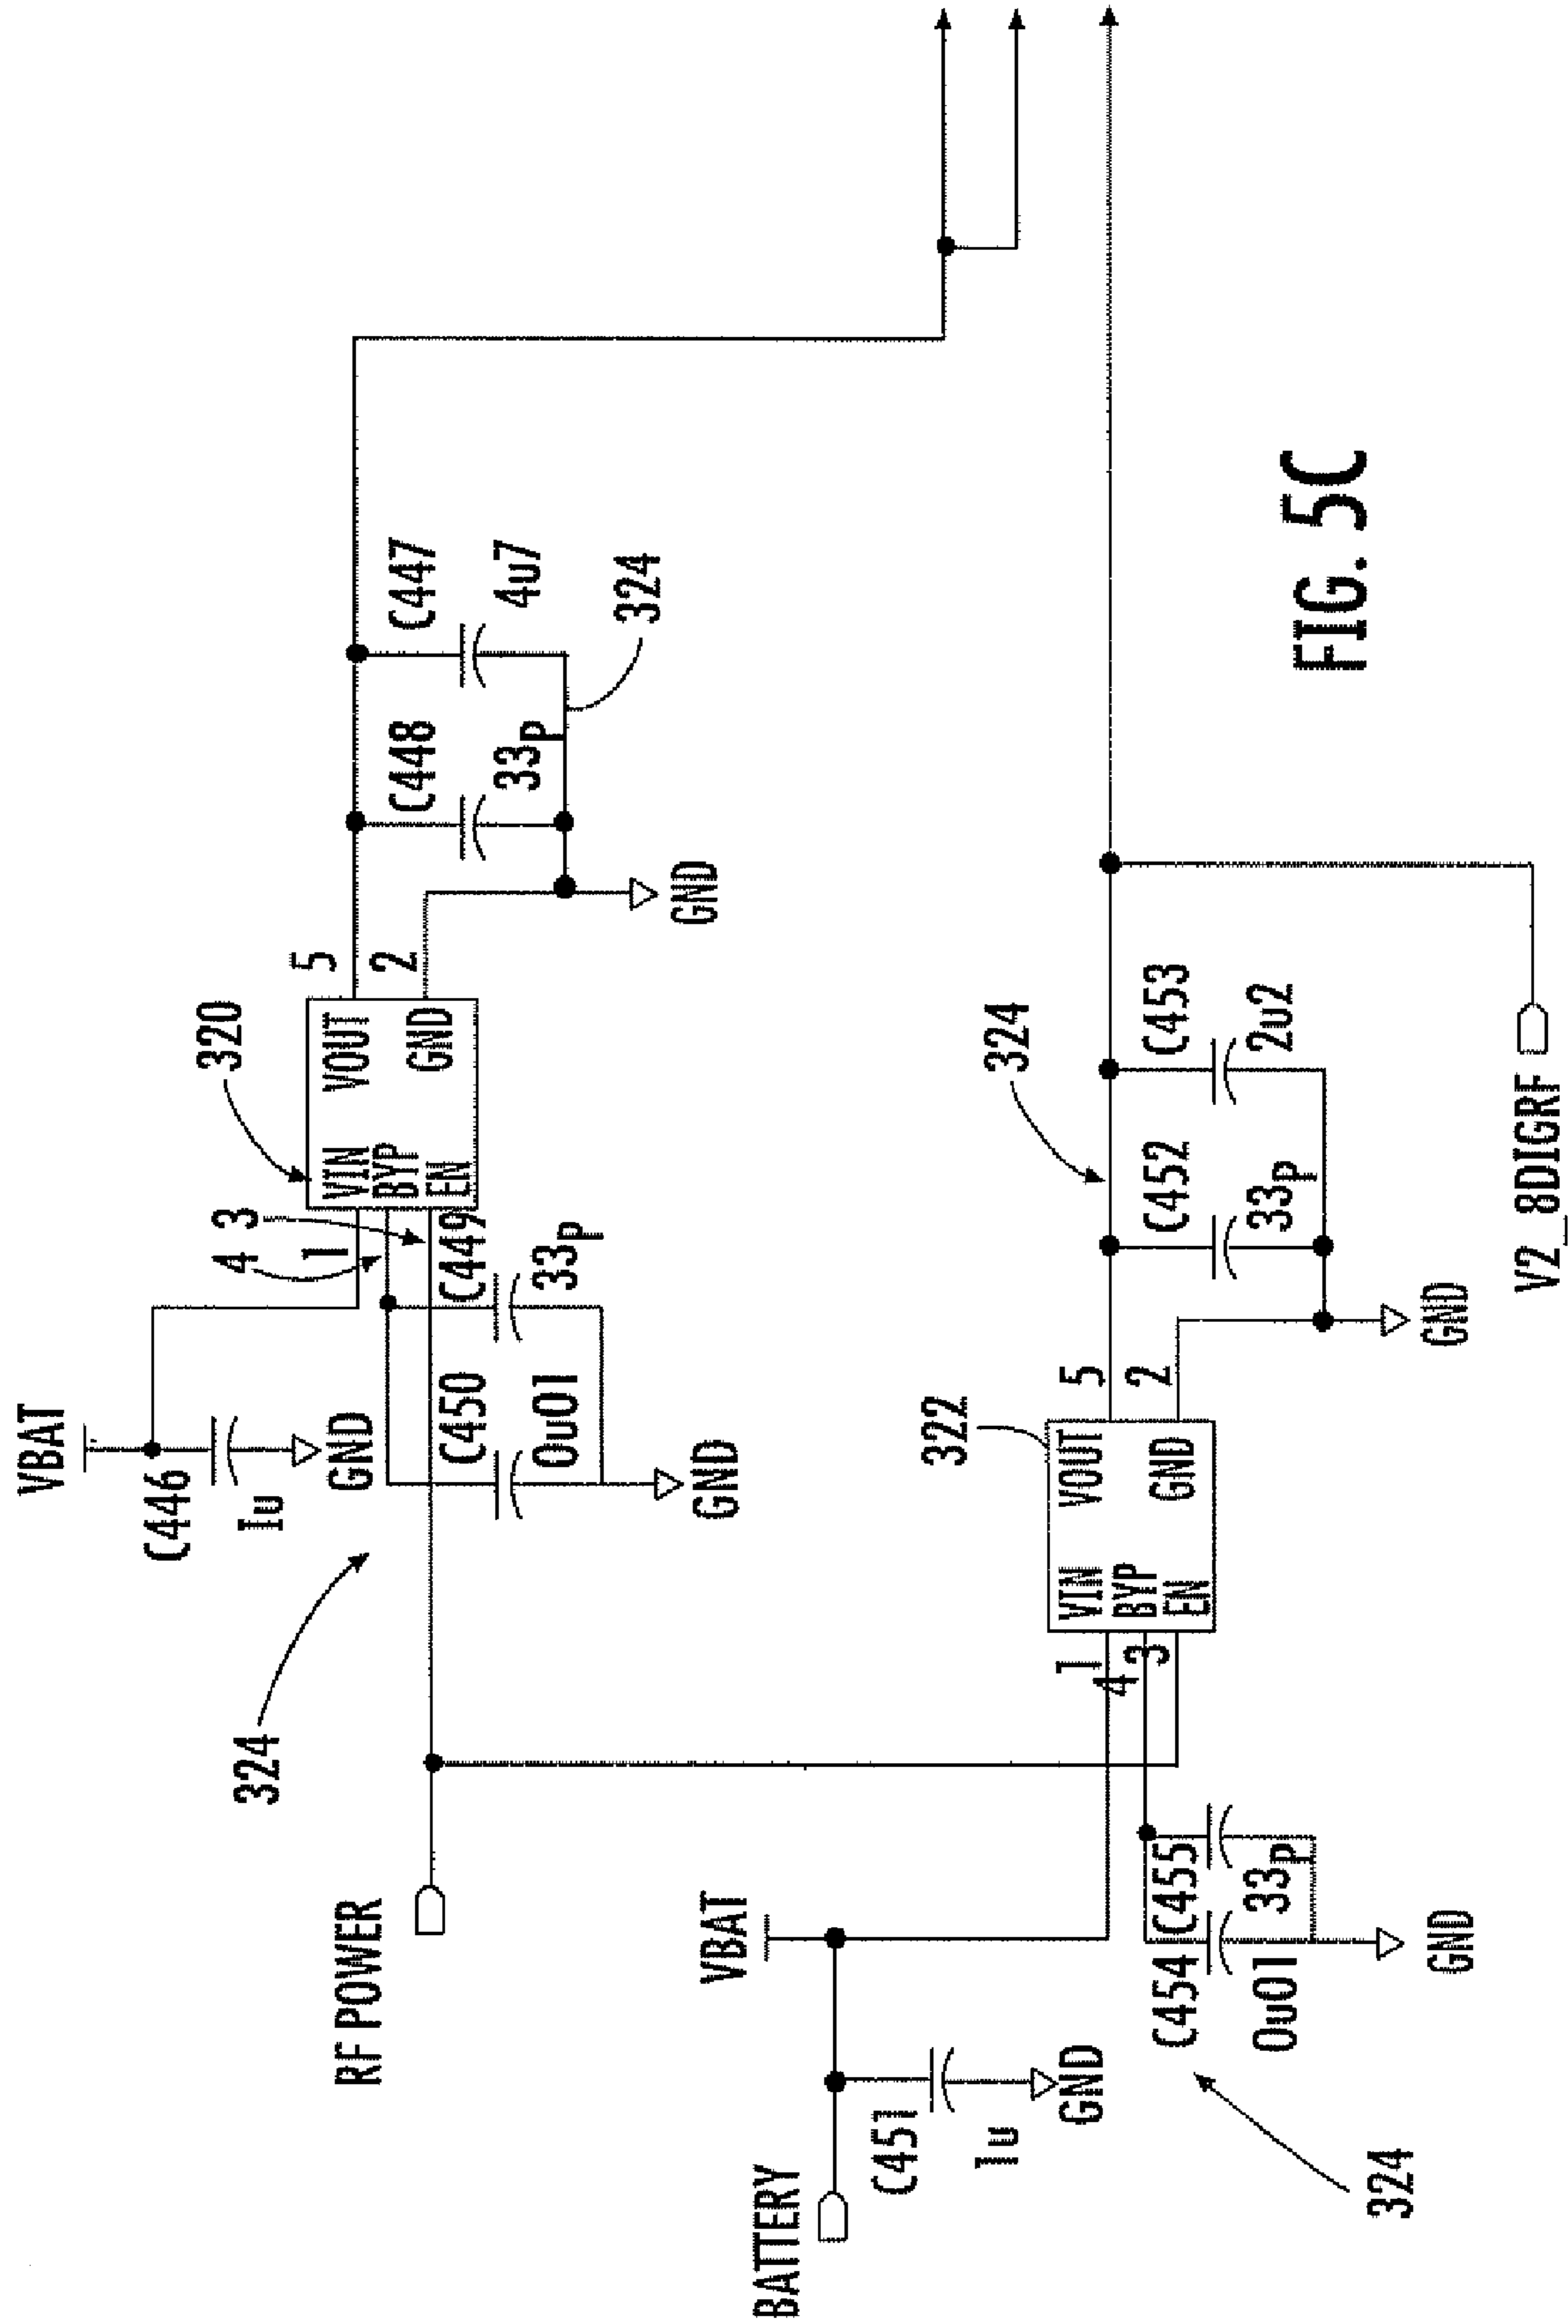 VBAT
C446
1u
GND
324
4
3
1
320
VIN
BYP
EN
VOUT
GND
5
2
C450
0u01
C449
33p
GND
C448
33p
C447
4u7
324
GND
RF POWER
BATTERY
VBAT
C451
1u
GND
1
4
3
322
VIN
BYP
EN
VOUT
GND
5
2
C454
0u01
C455
33p
GND
324
324
C452
33p
C453
2u2
GND
V2_8DIGRF
FIG. 5C